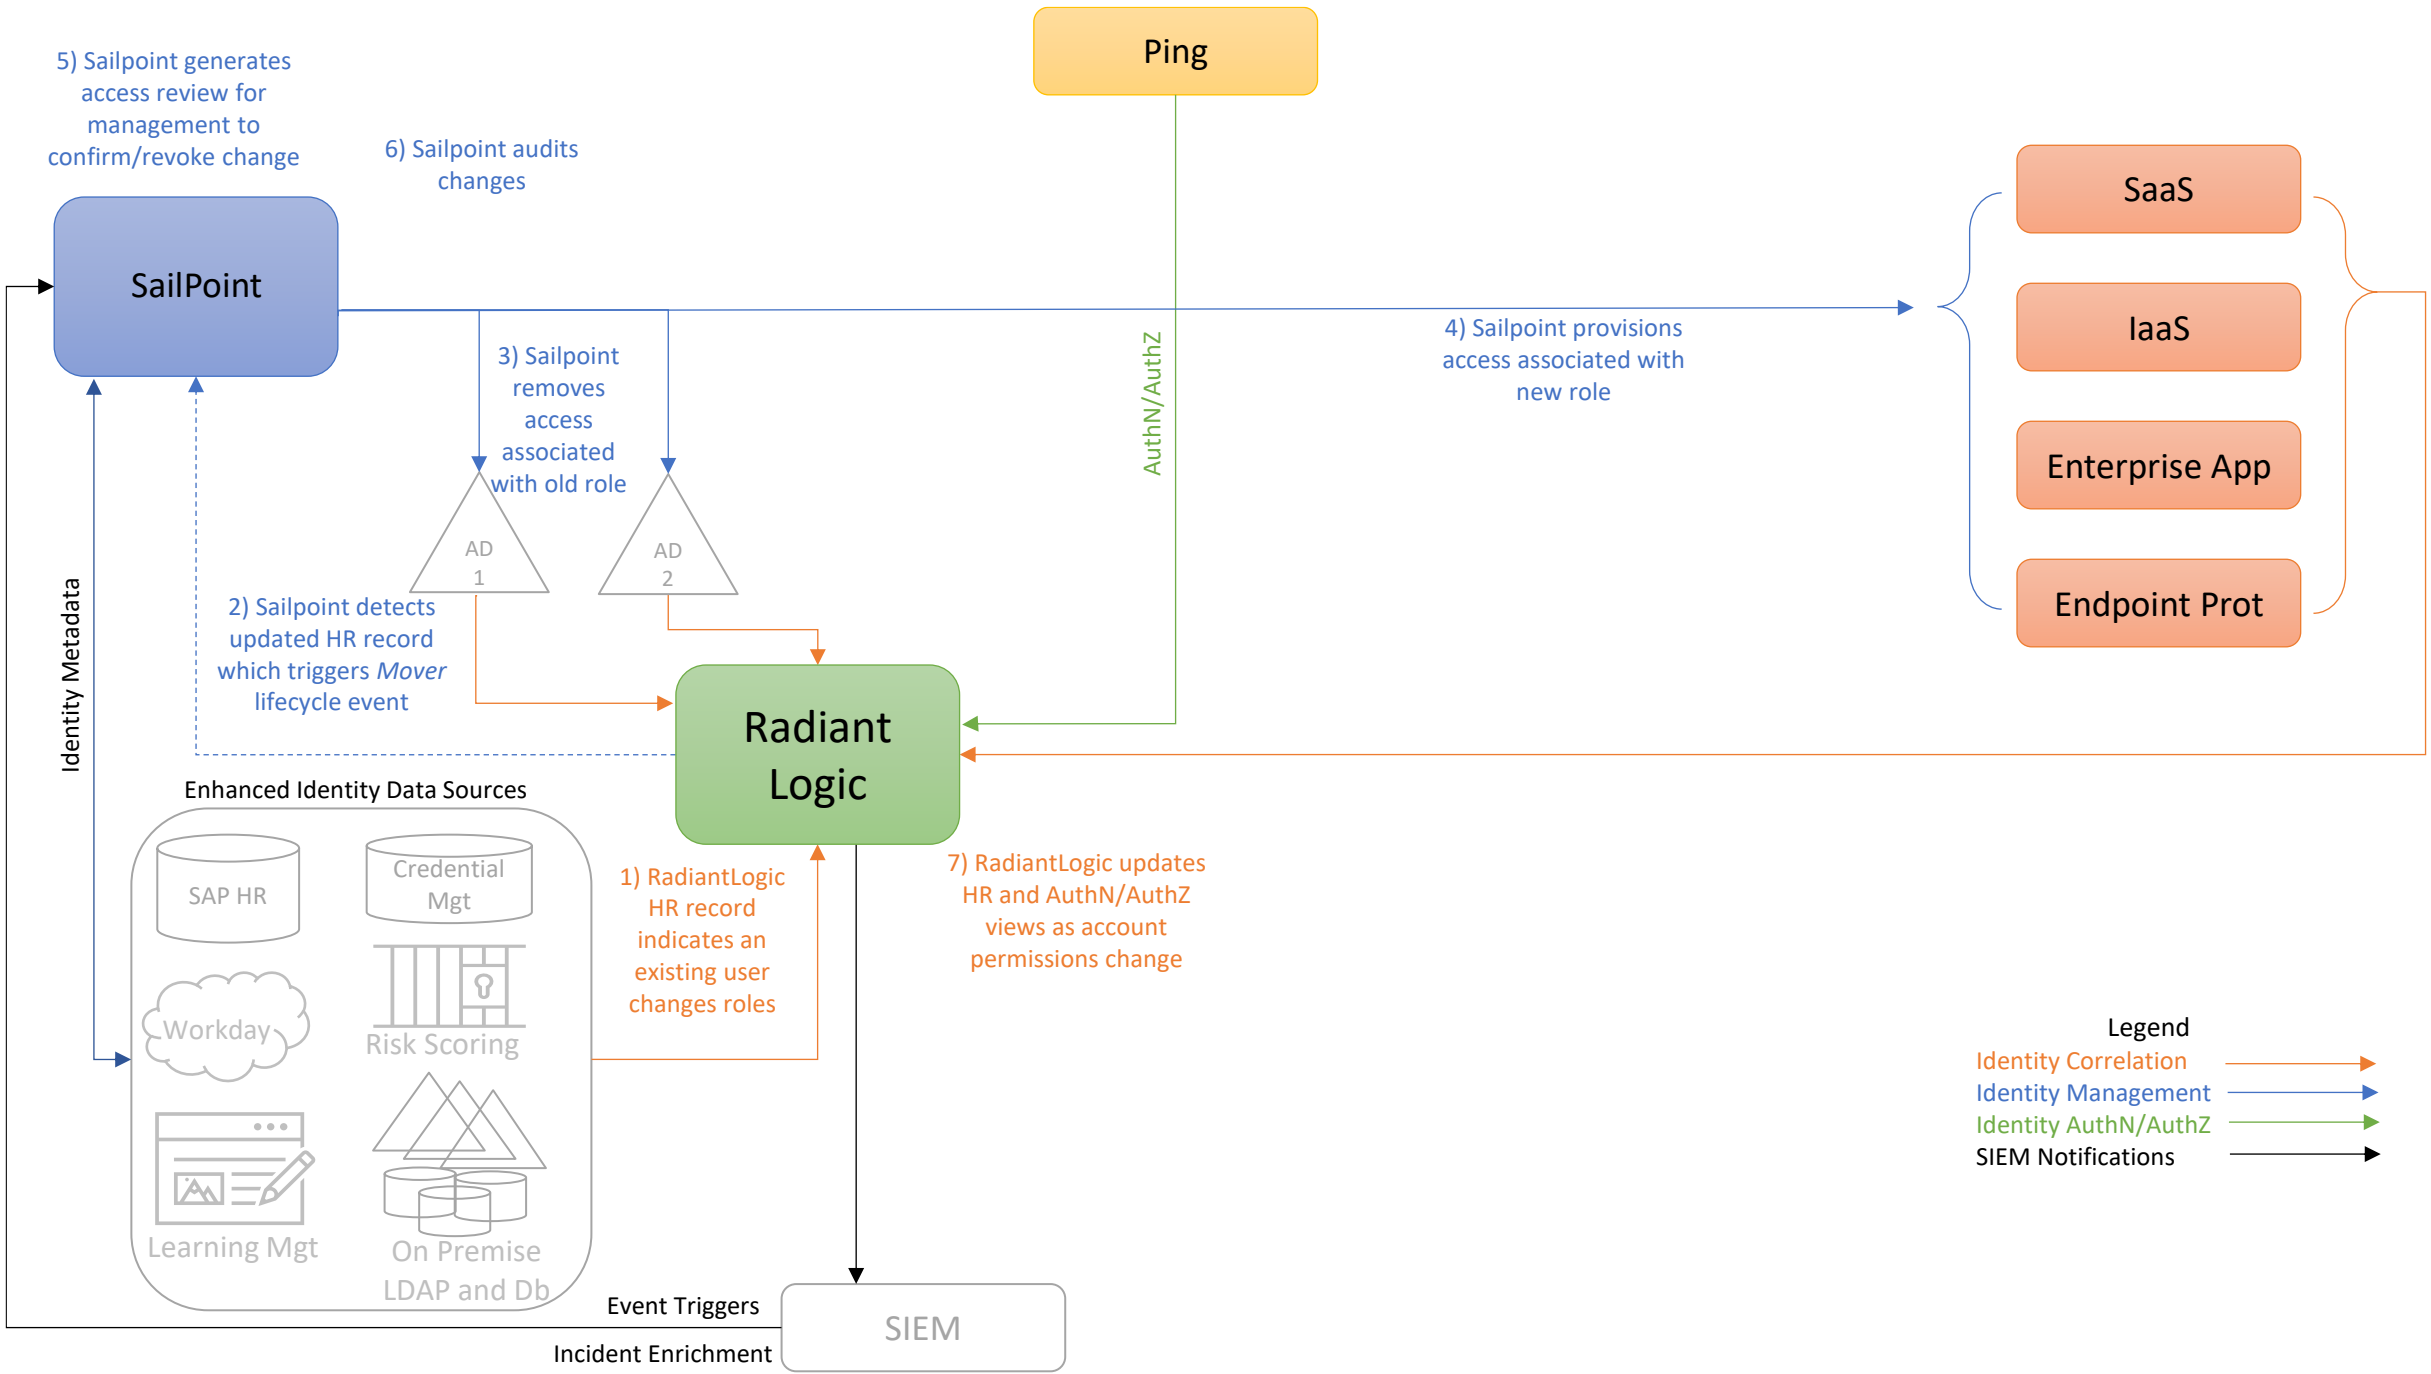 Ping
5) Sailpoint generates
access review for
management to
confirm/revoke change
6) Sailpoint audits
changes
SailPoint
SaaS
IaaS
Enterprise App
Endpoint Prot
4) Sailpoint provisions
access associated with
new role
AuthN/AuthZ
3) Sailpoint
removes
access
associated
with old role
AD
1
AD
2
2) Sailpoint detects
updated HR record
which triggers Mover
lifecycle event
Identity Metadata
Radiant
Logic
Enhanced Identity Data Sources
SAP HR
Credential
Mgt
Workday
Risk Scoring
Learning Mgt
On Premise
LDAP and Db
1) RadiantLogic
HR record
indicates an
existing user
changes roles
7) RadiantLogic updates
HR and AuthN/AuthZ
views as account
permissions change
Event Triggers
Incident Enrichment
SIEM
Legend
Identity Correlation
Identity Management
Identity AuthN/AuthZ
SIEM Notifications